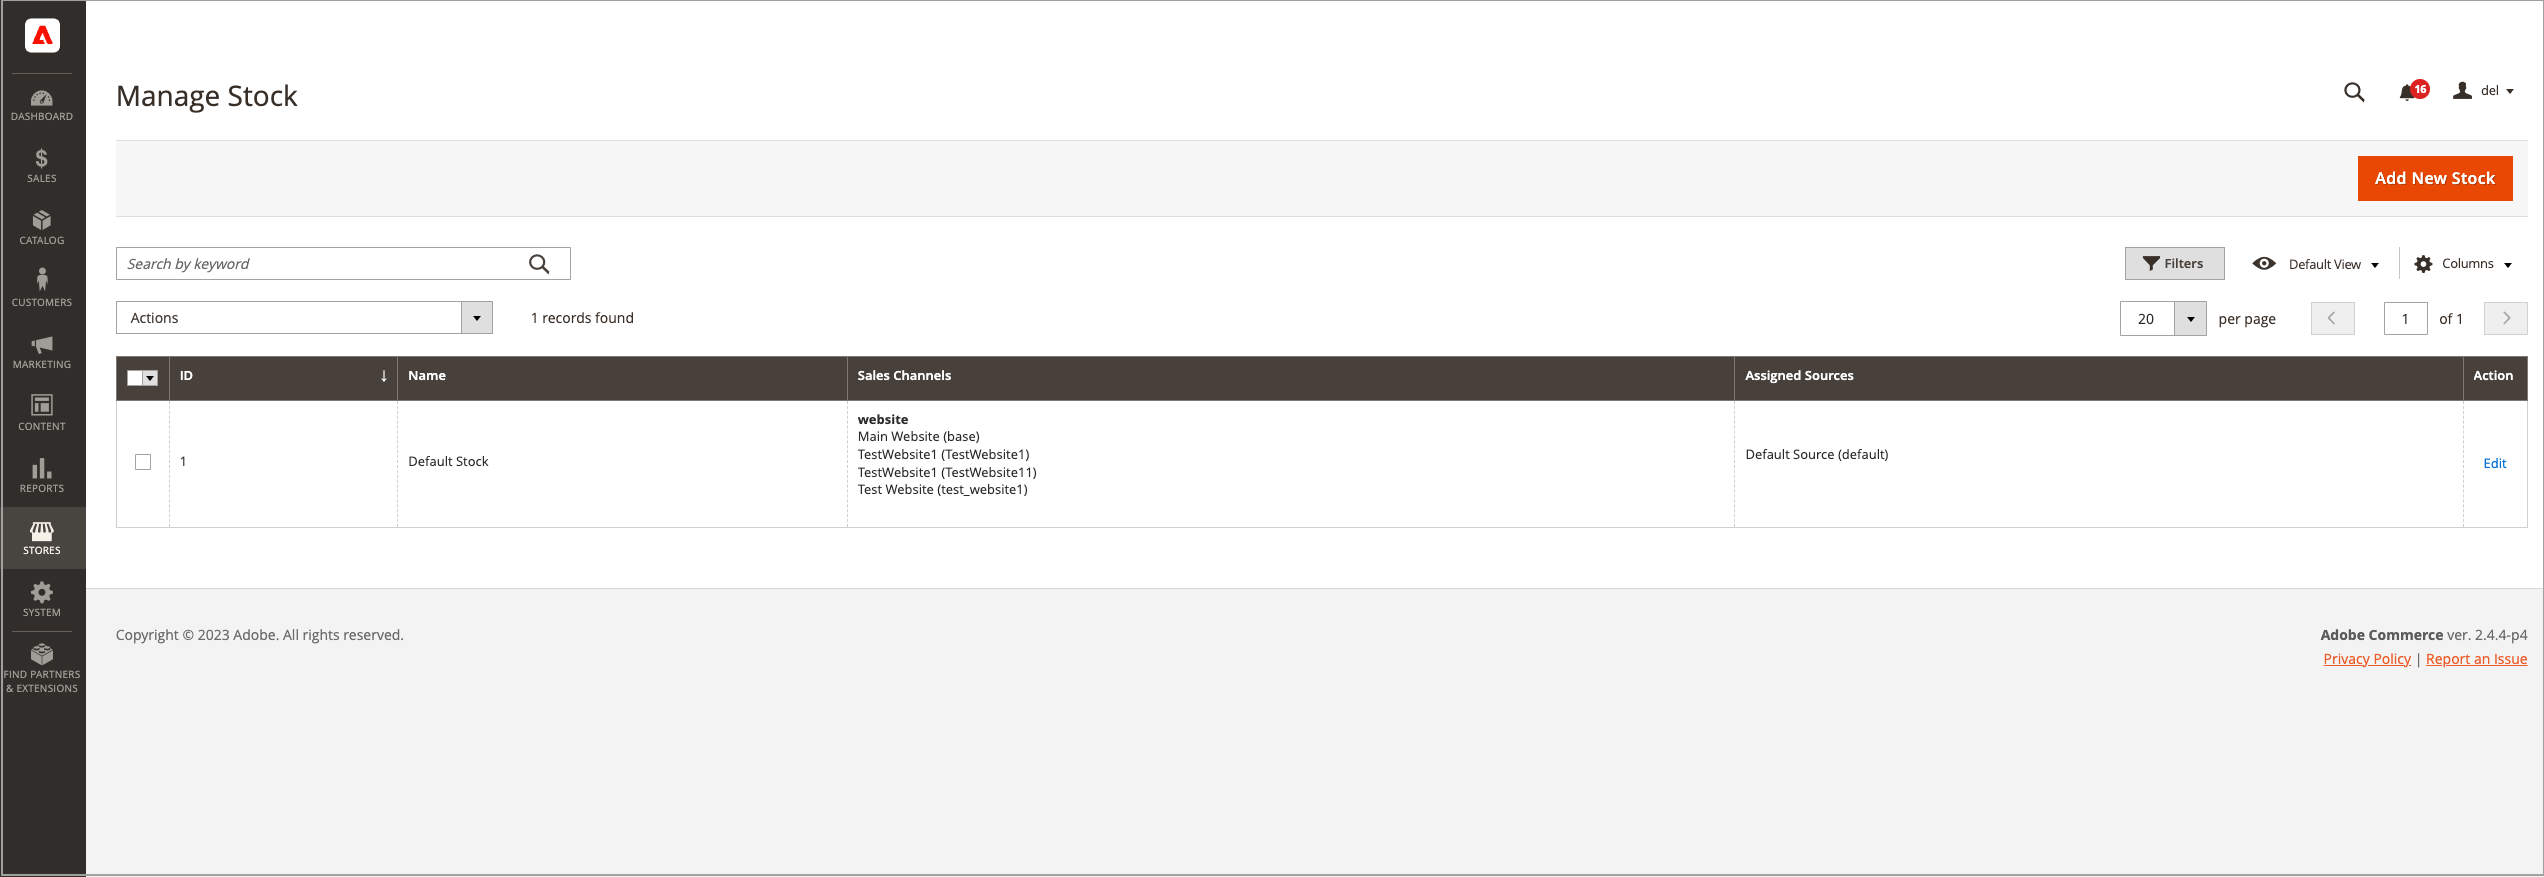 Manage Stock
16
del
DASHBOARD
SALES
CATALOG
CUSTOMERS
MARKETING
CONTENT
REPORTS
STORES
SYSTEM
FIND PARTNERS
& EXTENSIONS
Add New Stock
Search by keyword
Filters
Default View
Columns
Actions
1 records found
20
per page
1
of 1
ID
↓
Name
Sales Channels
Assigned Sources
Action
1
Default Stock
website
Main Website (base)
TestWebsite1 (TestWebsite1)
TestWebsite1 (TestWebsite11)
Test Website (test_website1)
Default Source (default)
Edit
Copyright © 2023 Adobe. All rights reserved.
Adobe Commerce ver. 2.4.4-p4
Privacy Policy | Report an Issue